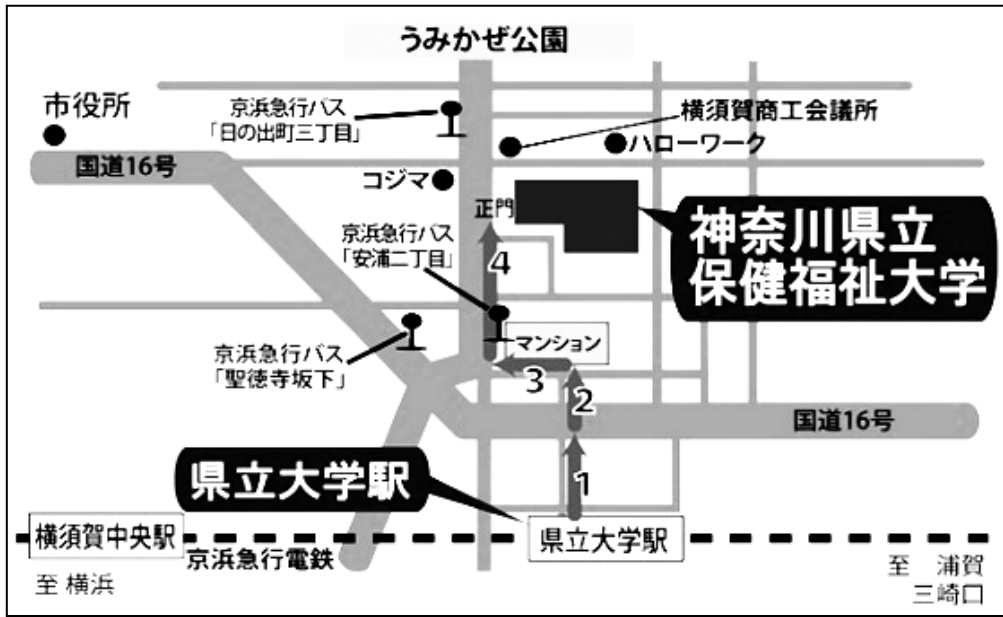 うみかぜ公園
市役所
京浜急行バス
「日の出町三丁目」
横須賀商工会議所
ハローワーク
国道16号
コジマ
正門
神奈川県立
保健福祉大学
京浜急行バス
「安浦二丁目」
4
マンション
京浜急行バス
「聖徳寺坂下」
3
2
国道16号
県立大学駅
1
横須賀中央駅
京浜急行電鉄
県立大学駅
至 横浜
至 浦賀
三崎口